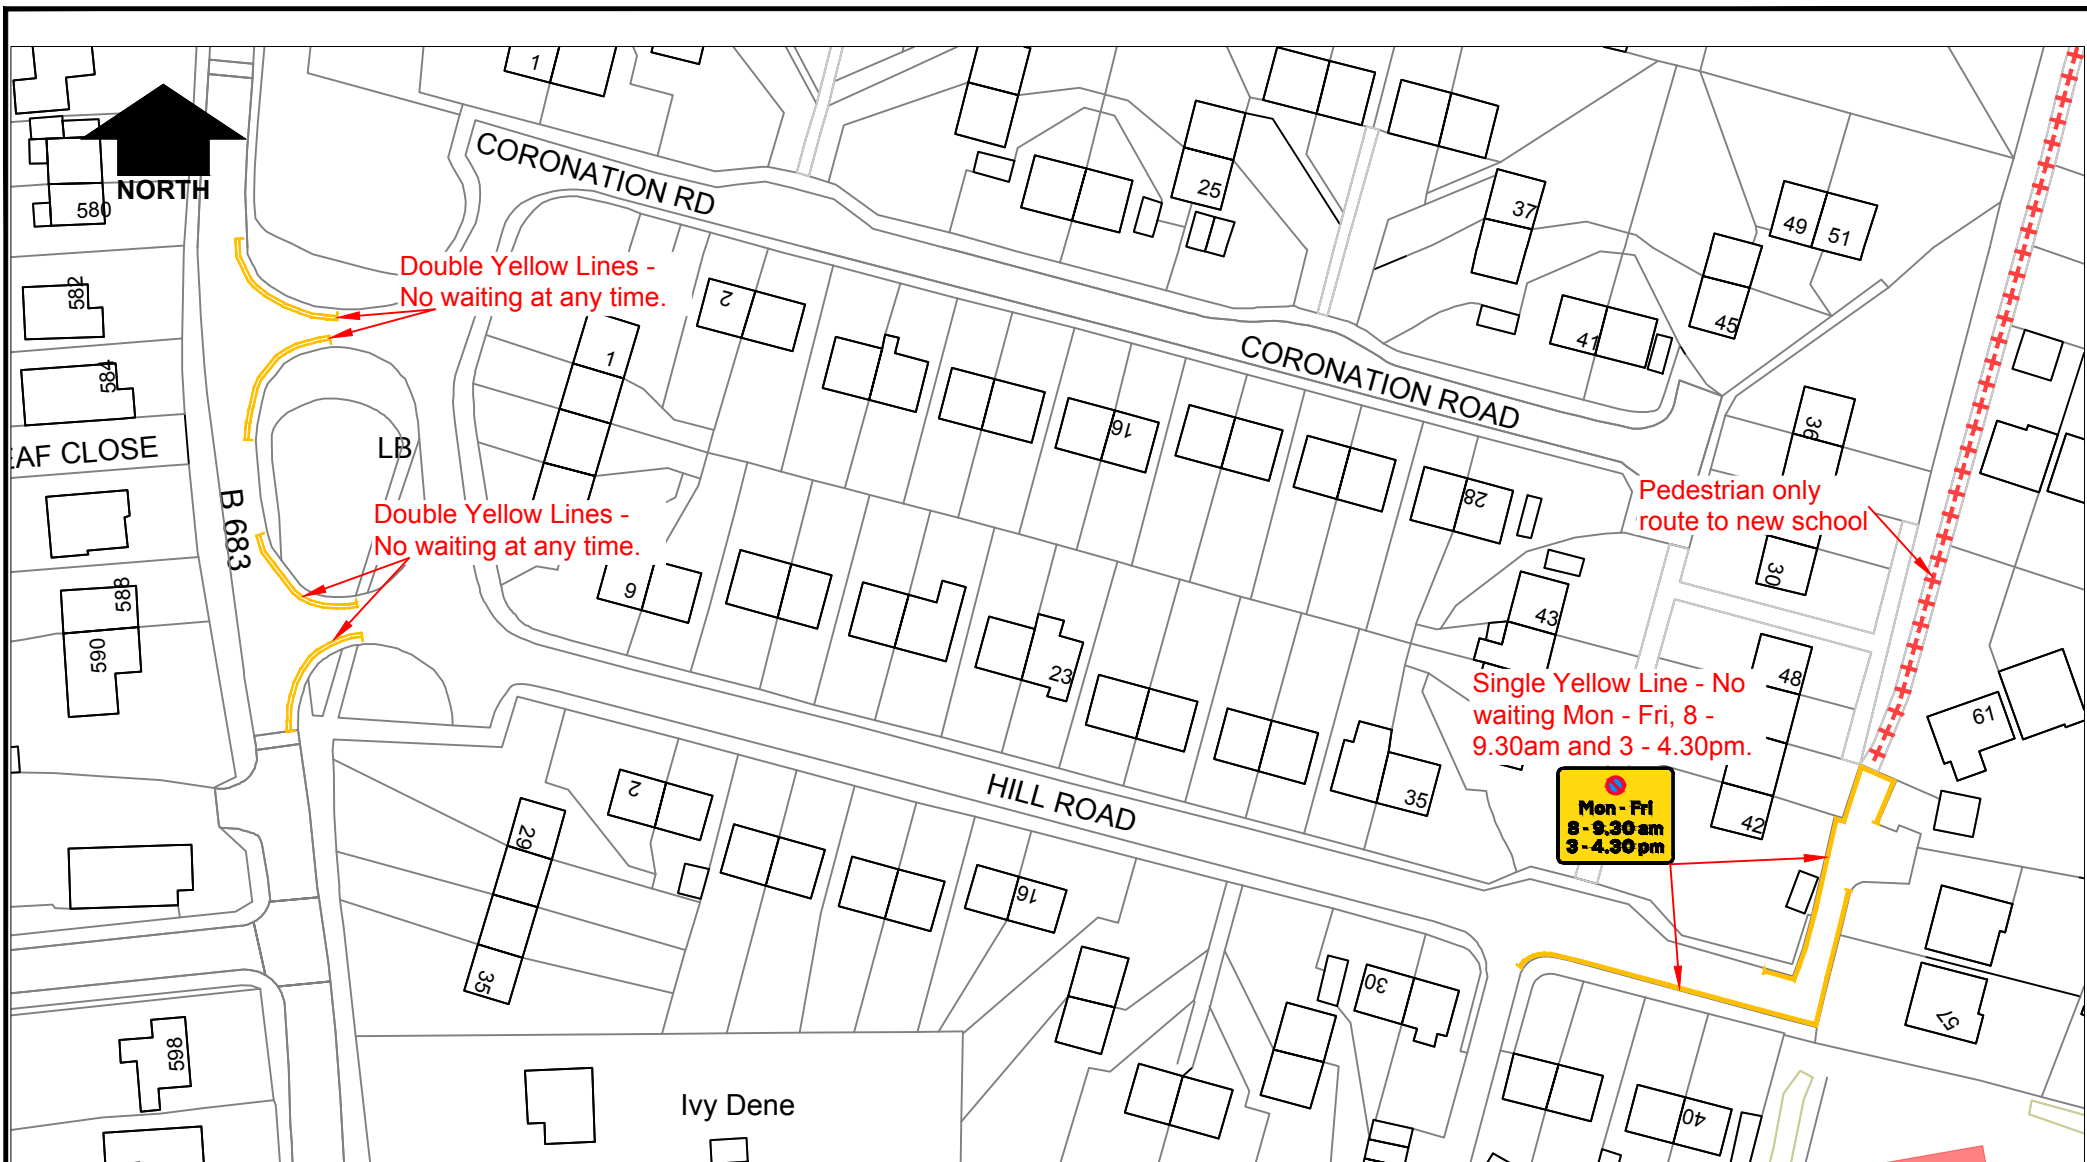 NORTH
1
CORONATION RD
580
25
37
49
51
582
Double Yellow Lines -
No waiting at any time.
2
45
41
1
584
CORONATION ROAD
16
36
LEAF CLOSE
LB
28
B 683
Double Yellow Lines -
No waiting at any time.
Pedestrian only
route to new school
30
588
590
9
43
23
48
Single Yellow Line - No
waiting Mon - Fri, 8 -
9.30am and 3 - 4.30pm.
61
2
HILL ROAD
35
Mon - Fri
8 - 9.30 am
3 - 4.30 pm
42
29
16
35
30
57
598
Ivy Dene
40